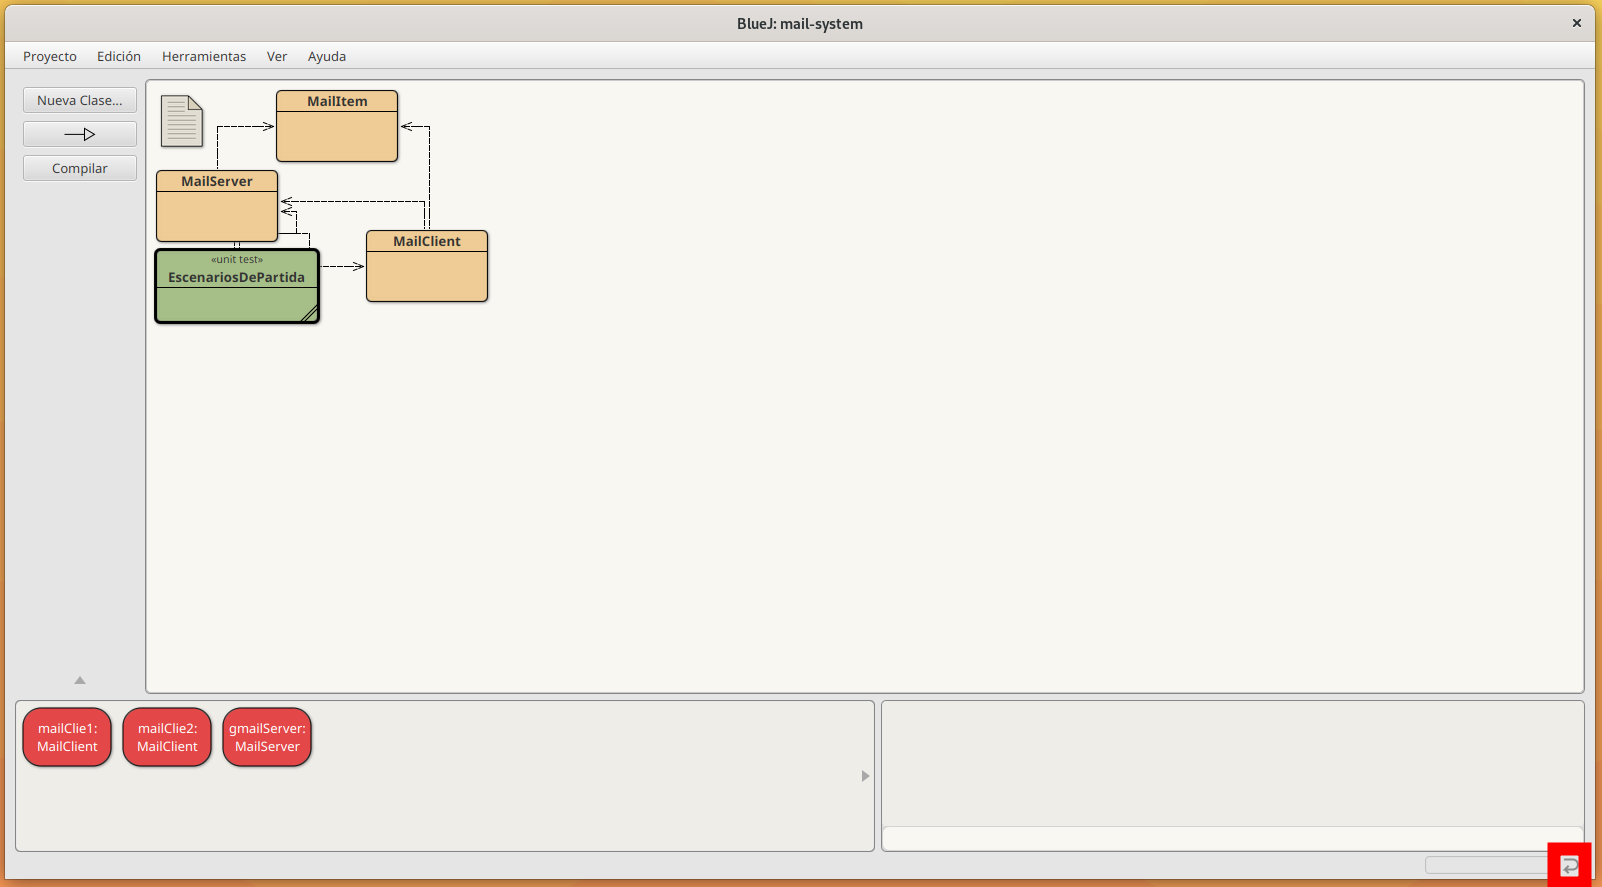 BlueJ: mail-system
Proyecto Edición Herramientas Ver Ayuda
Nueva Clase...
Compilar
MailItem
MailServer
MailClient
«unit test»
EscenariosDePartida
mailClie1:
MailClient
mailClie2:
MailClient
gmailServer:
MailServer